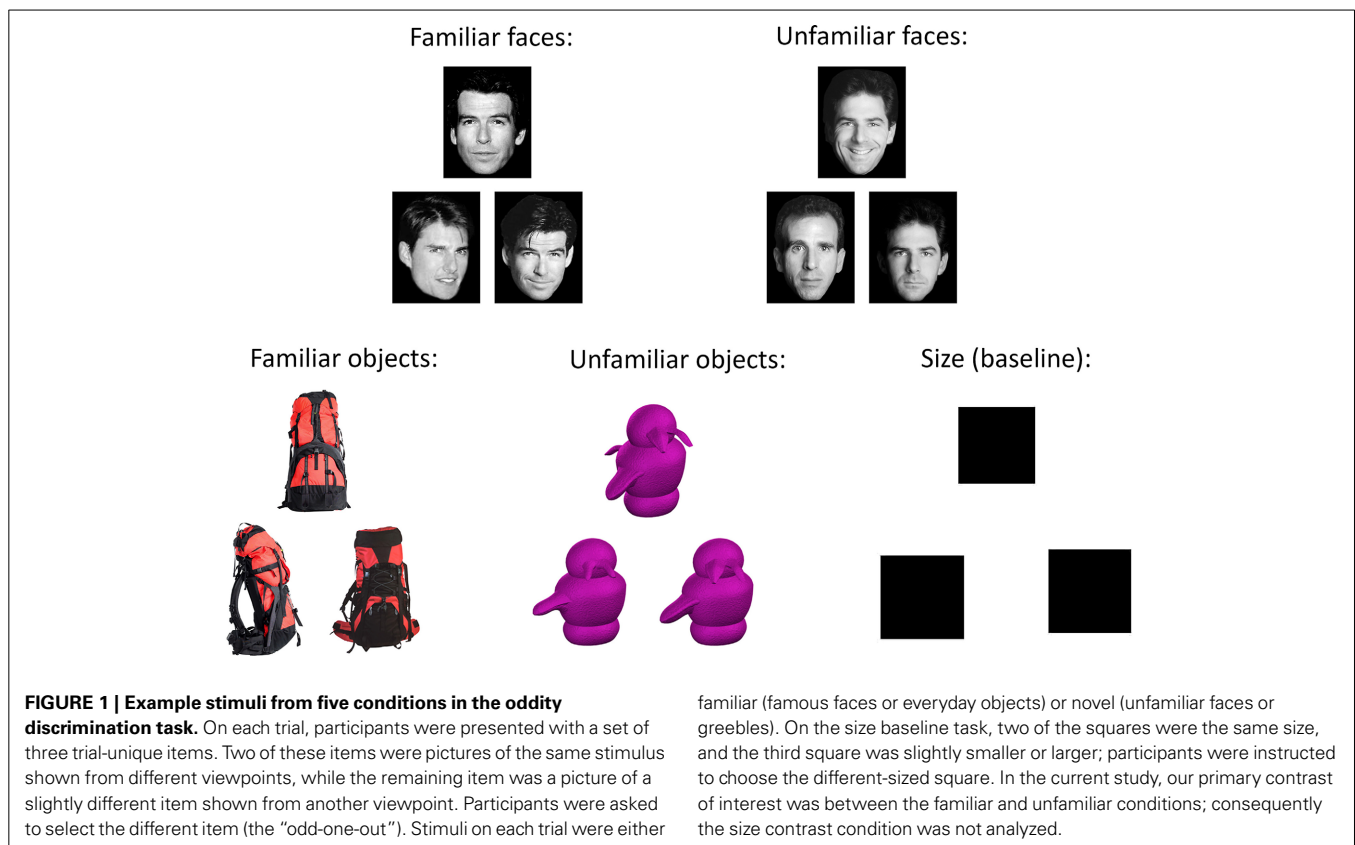 Familiar faces:
Unfamiliar faces:
Familiar objects:
Unfamiliar objects:
Size (baseline):
FIGURE 1 | Example stimuli from five conditions in the oddity
discrimination task. On each trial, participants were presented with a set of
three trial-unique items. Two of these items were pictures of the same stimulus
shown from different viewpoints, while the remaining item was a picture of a
slightly different item shown from another viewpoint. Participants were asked
to select the different item (the “odd-one-out”). Stimuli on each trial were either
familiar (famous faces or everyday objects) or novel (unfamiliar faces or
greebles). On the size baseline task, two of the squares were the same size,
and the third square was slightly smaller or larger; participants were instructed
to choose the different-sized square. In the current study, our primary contrast
of interest was between the familiar and unfamiliar conditions; consequently
the size contrast condition was not analyzed.